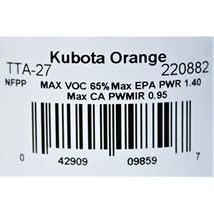 Kubota Orange
TTA-27 220882
NFPP MAX VOC 65% Max EPA PWR 1.40
Max CA PWMIR 0.95
0 42909 09859 7